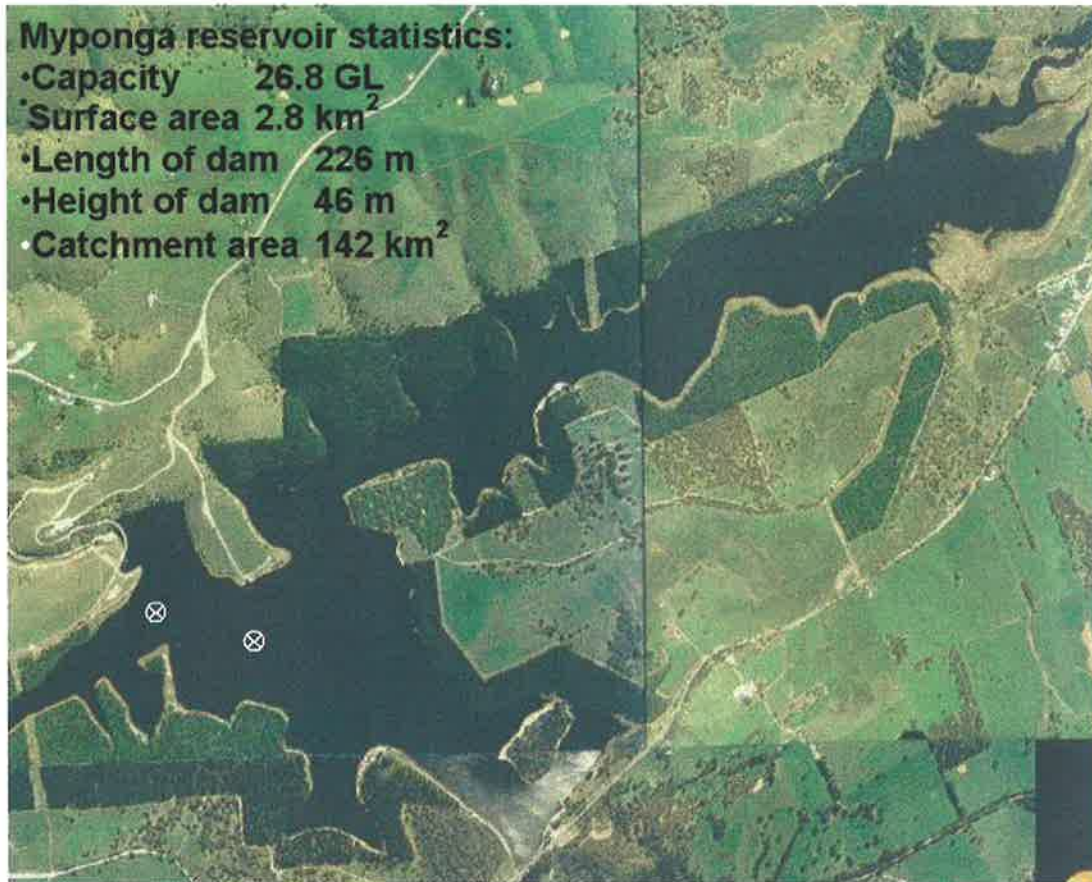 Myponga reservoir statistics:
•Capacity 26.8 GL
•Surface area 2.8 km²
•Length of dam 226 m
•Height of dam 46 m
•Catchment area 142 km²